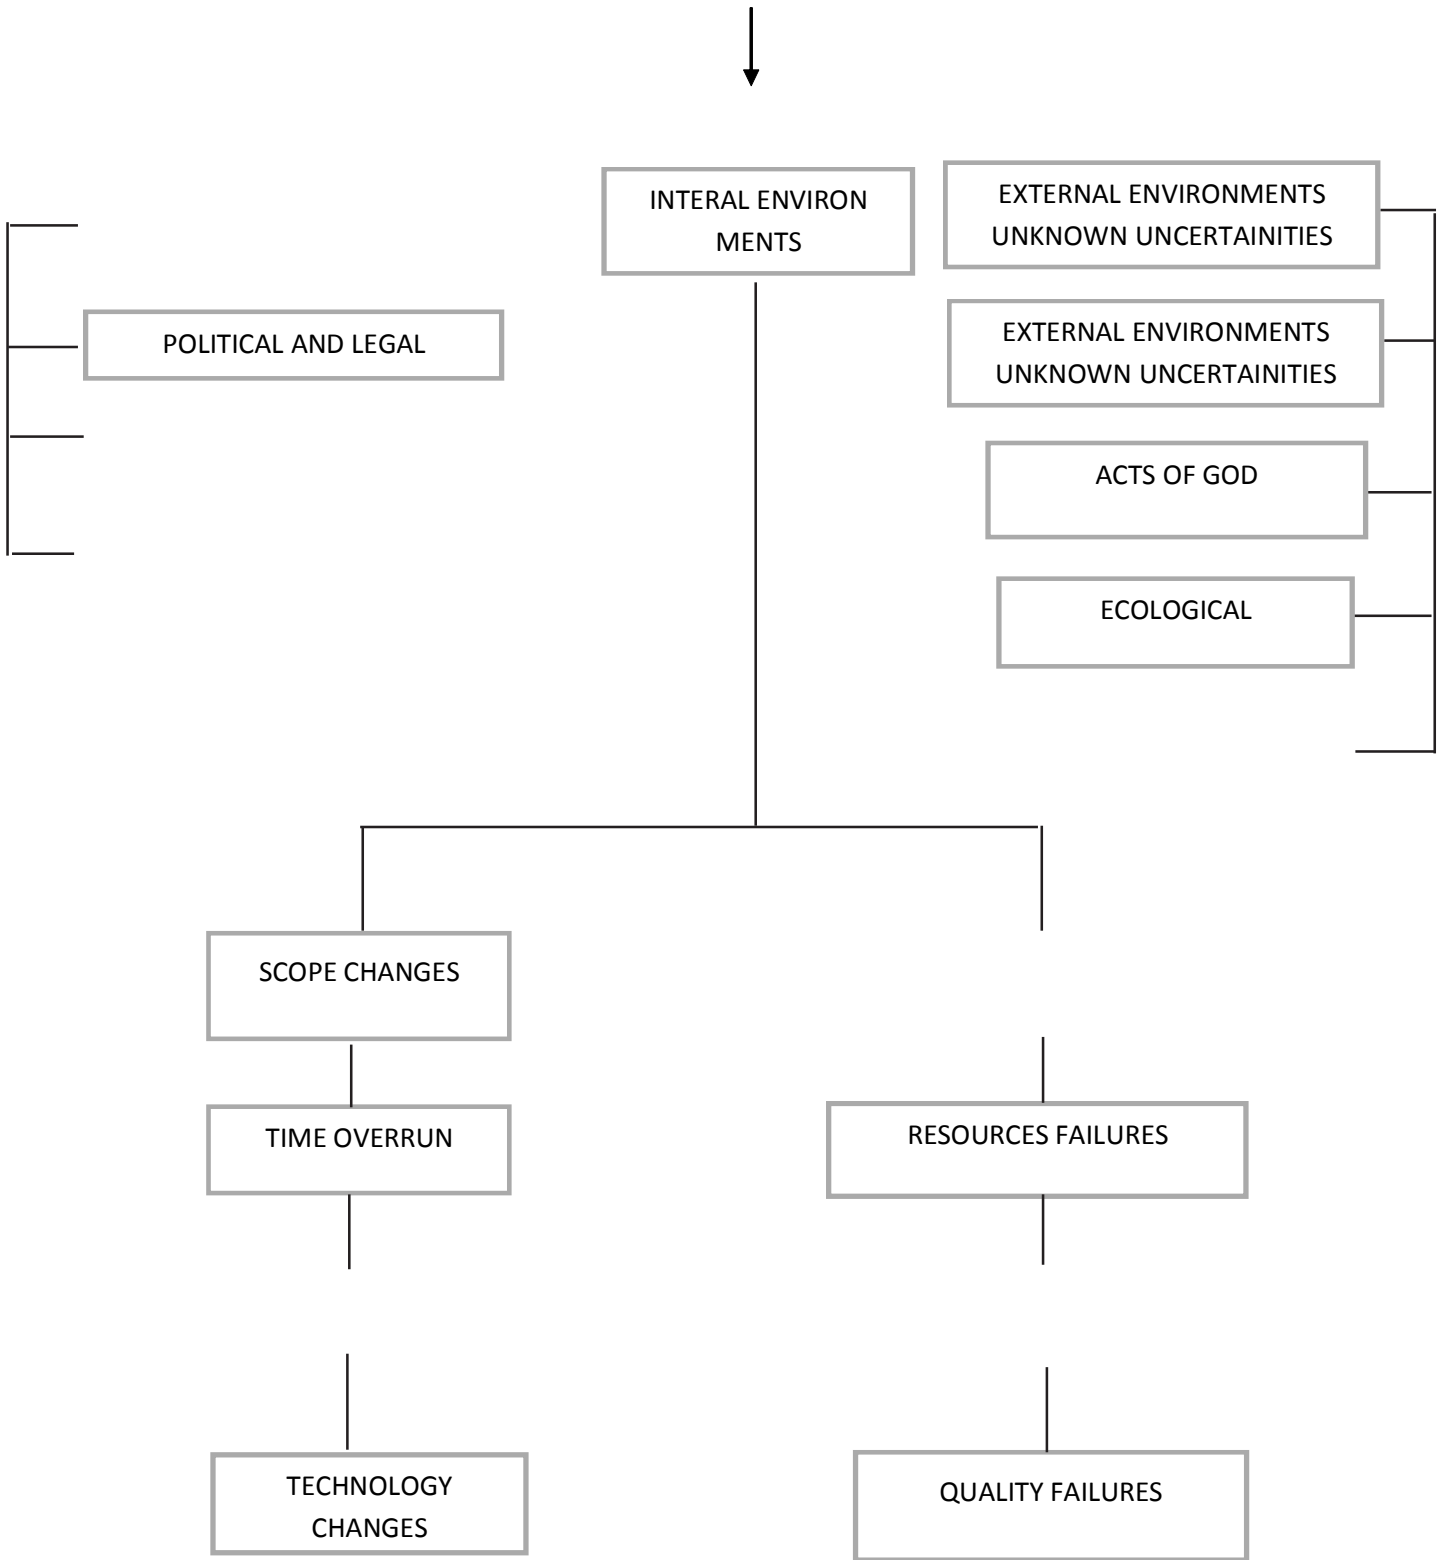 INTERAL ENVIRON
MENTS
EXTERNAL ENVIRONMENTS
UNKNOWN UNCERTAINITIES
POLITICAL AND LEGAL
EXTERNAL ENVIRONMENTS
UNKNOWN UNCERTAINITIES
ACTS OF GOD
ECOLOGICAL
SCOPE CHANGES
TIME OVERRUN
RESOURCES FAILURES
TECHNOLOGY
CHANGES
QUALITY FAILURES